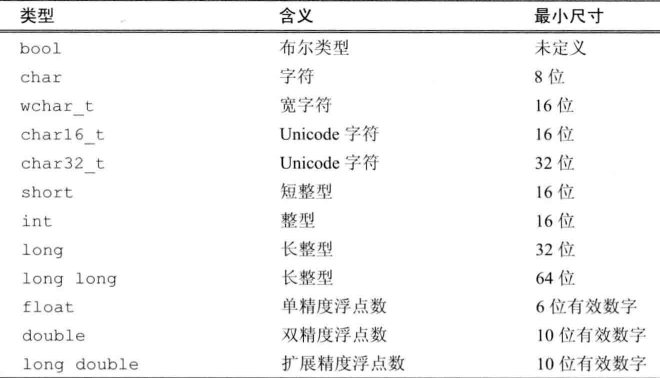 类型 含义 最小尺寸
bool 布尔类型 未定义
char 字符 8 位
wchar_t 宽字符 16 位
char16_t Unicode 字符 16 位
char32_t Unicode 字符 32 位
short 短整型 16 位
int 整型 16 位
long 长整型 32 位
long long 长整型 64 位
float 单精度浮点数 6 位有效数字
double 双精度浮点数 10 位有效数字
long double 扩展精度浮点数 10 位有效数字